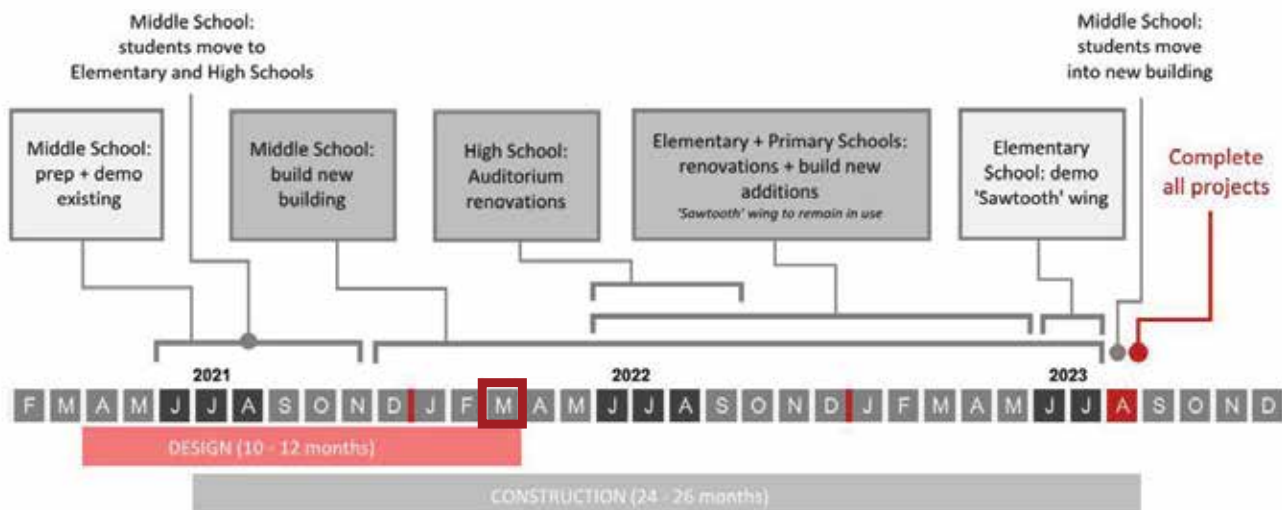 Middle School:
students move to
Elementary and High Schools
Middle School:
students move
into new building
Middle School:
prep + demo
existing
Middle School:
build new
building
High School:
Auditorium
renovations
Elementary + Primary Schools:
renovations + build new
additions
'Sawtooth' wing to remain in use
Elementary
School: demo
'Sawtooth' wing
Complete
all projects
2021 2022 2023
F M A M J J A S O N D J F M A M J J A S O N D J F M A M J J A S O N D
DESIGN (10 - 12 months)
CONSTRUCTION (24 - 26 months)